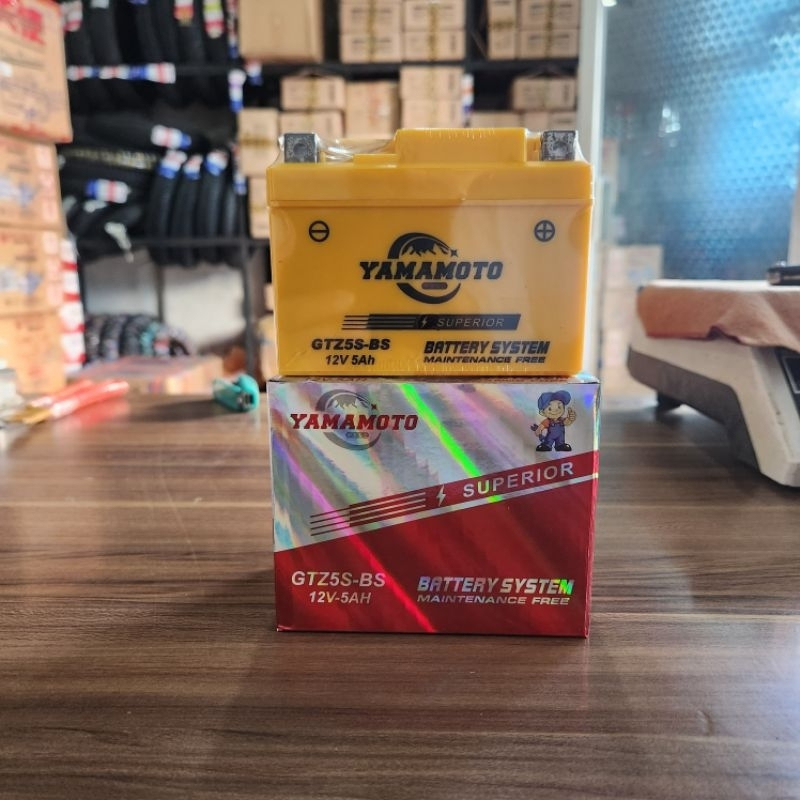 YAMAMOTO
SUPERIOR
GTZ5S-BS
12V 5Ah
BATTERY SYSTEM
MAINTENANCE FREE
YAMAMOTO
SUPERIOR
GTZ5S-BS
12V-5AH
BATTERY SYSTEM
MAINTENANCE FREE